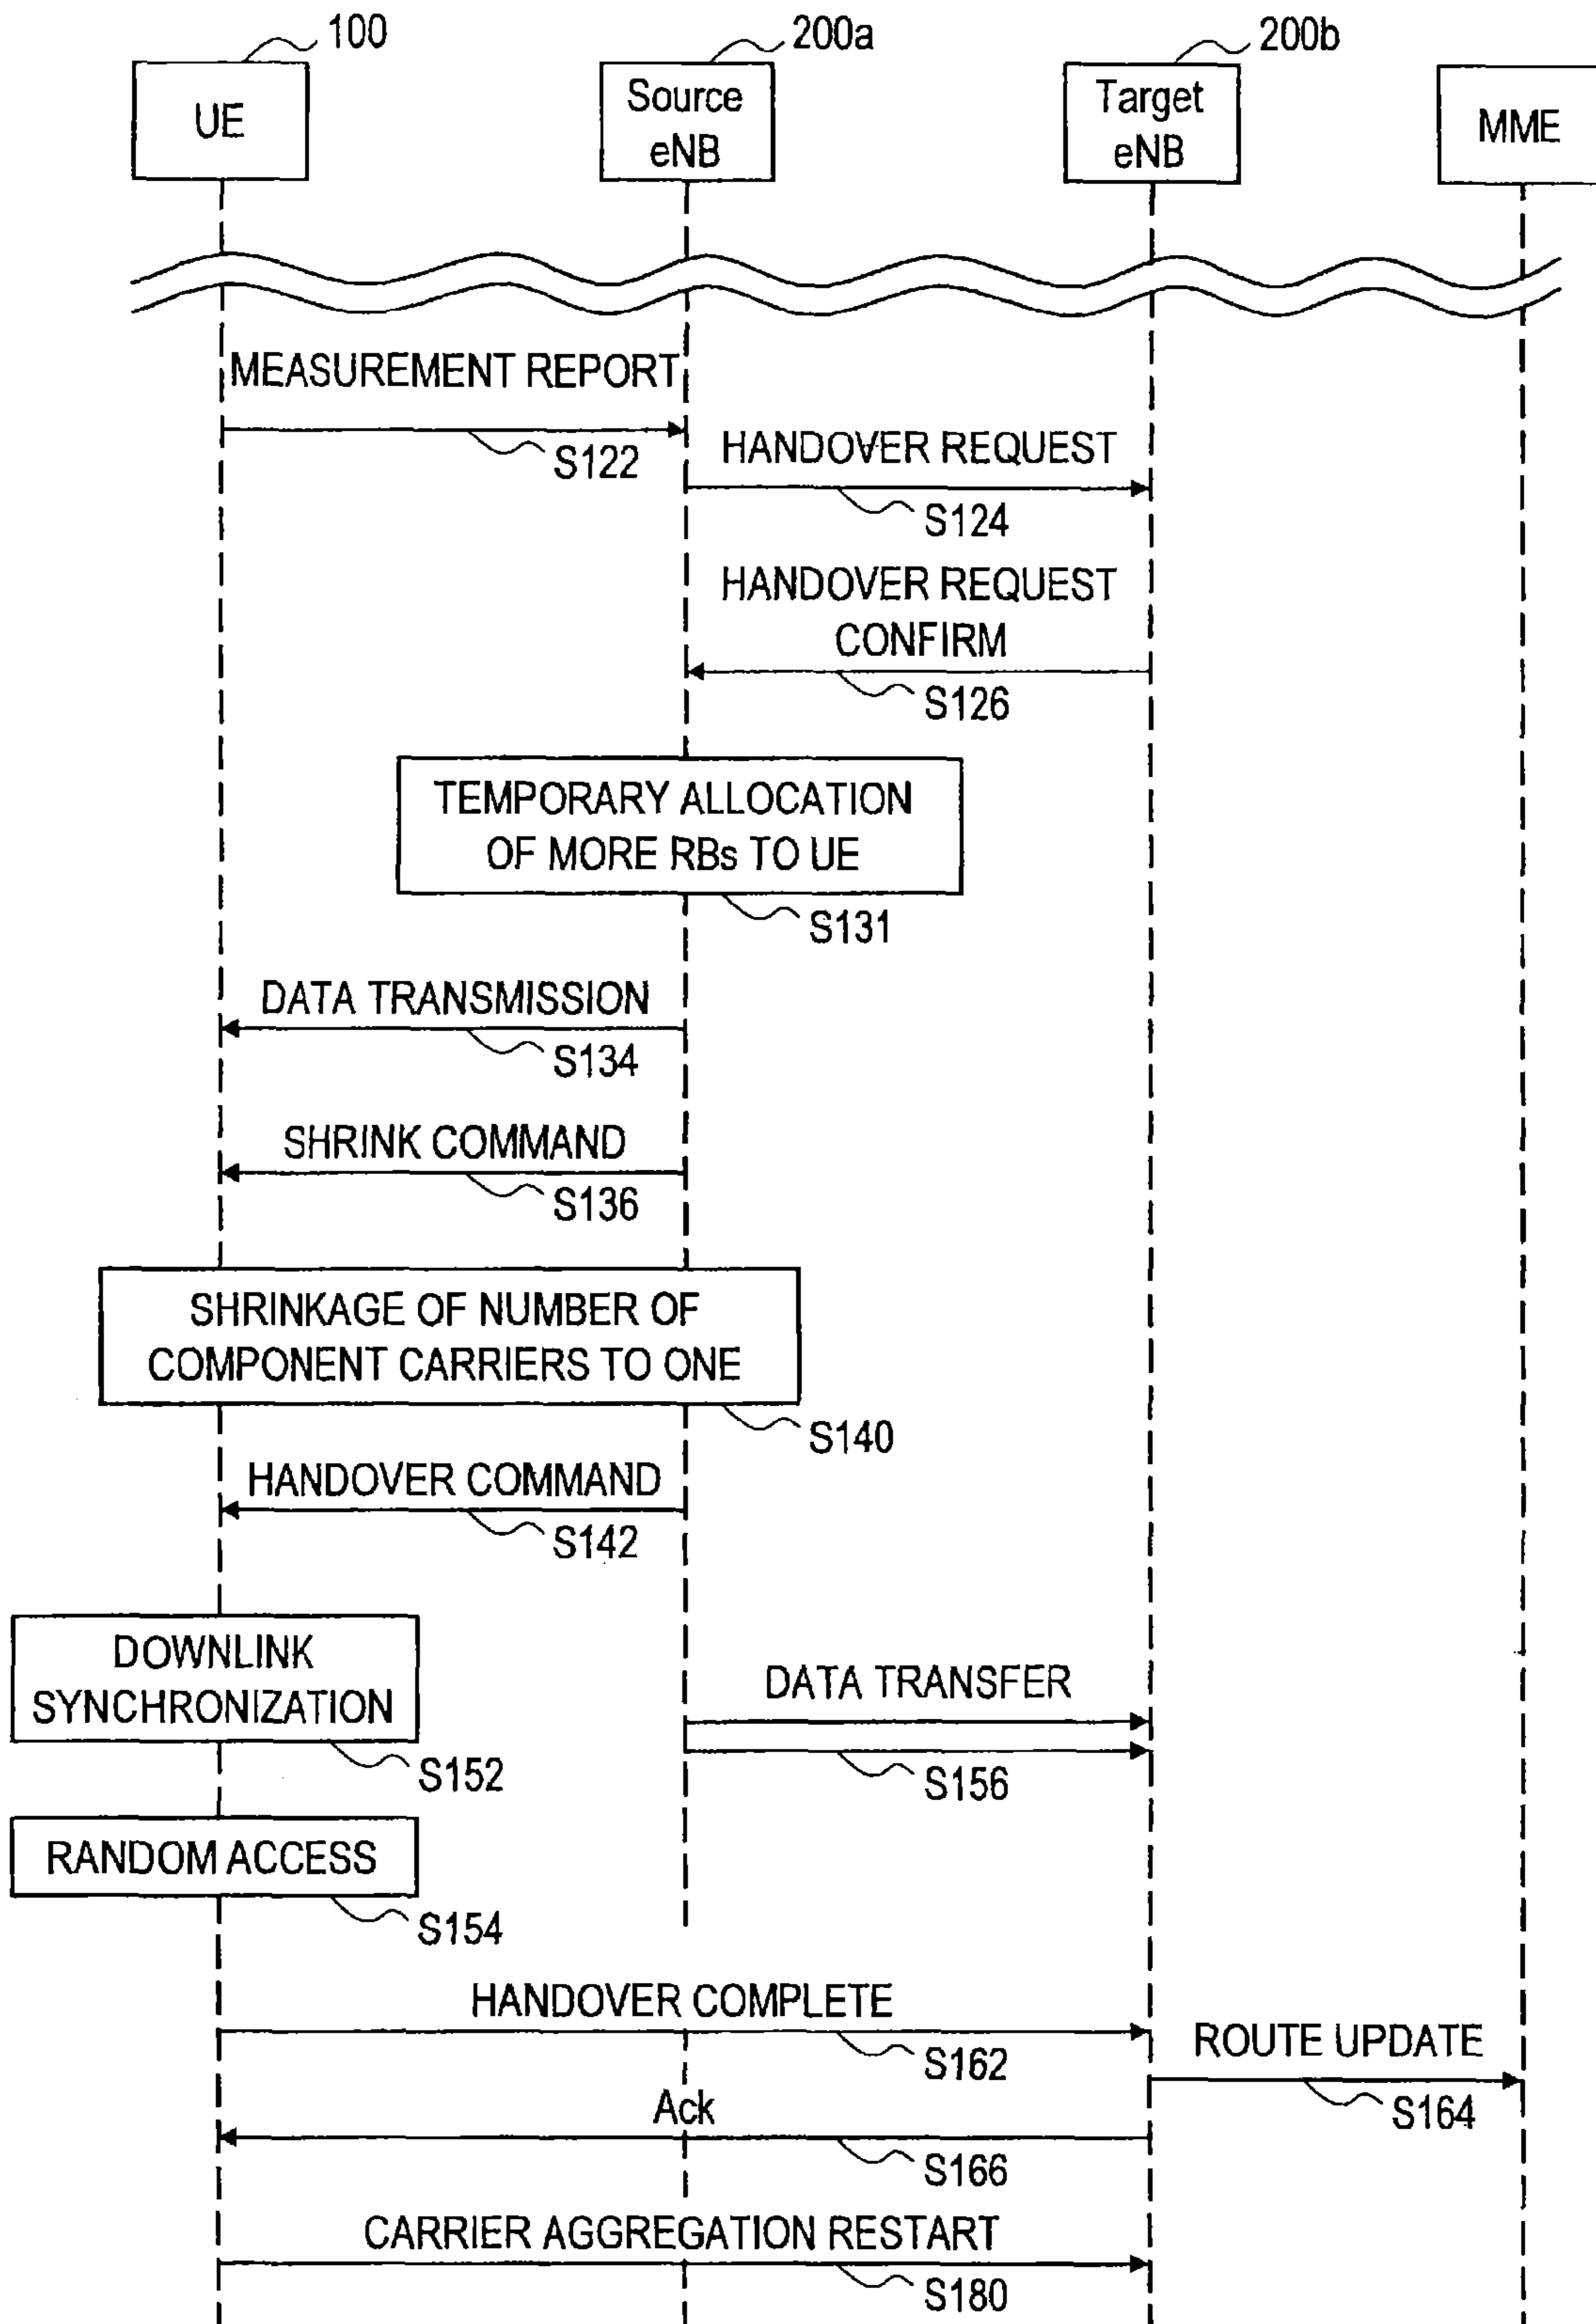 100
200a
200b
UE
Source
eNB
Target
eNB
MME
MEASUREMENT REPORT
S122
HANDOVER REQUEST
S124
HANDOVER REQUEST
CONFIRM
S126
TEMPORARY ALLOCATION
OF MORE RBs TO UE
S131
DATA TRANSMISSION
S134
SHRINK COMMAND
S136
SHRINKAGE OF NUMBER OF
COMPONENT CARRIERS TO ONE
S140
HANDOVER COMMAND
S142
DOWNLINK
SYNCHRONIZATION
S152
DATA TRANSFER
S156
RANDOM ACCESS
S154
HANDOVER COMPLETE
S162
ROUTE UPDATE
S164
Ack
S166
CARRIER AGGREGATION RESTART
S180